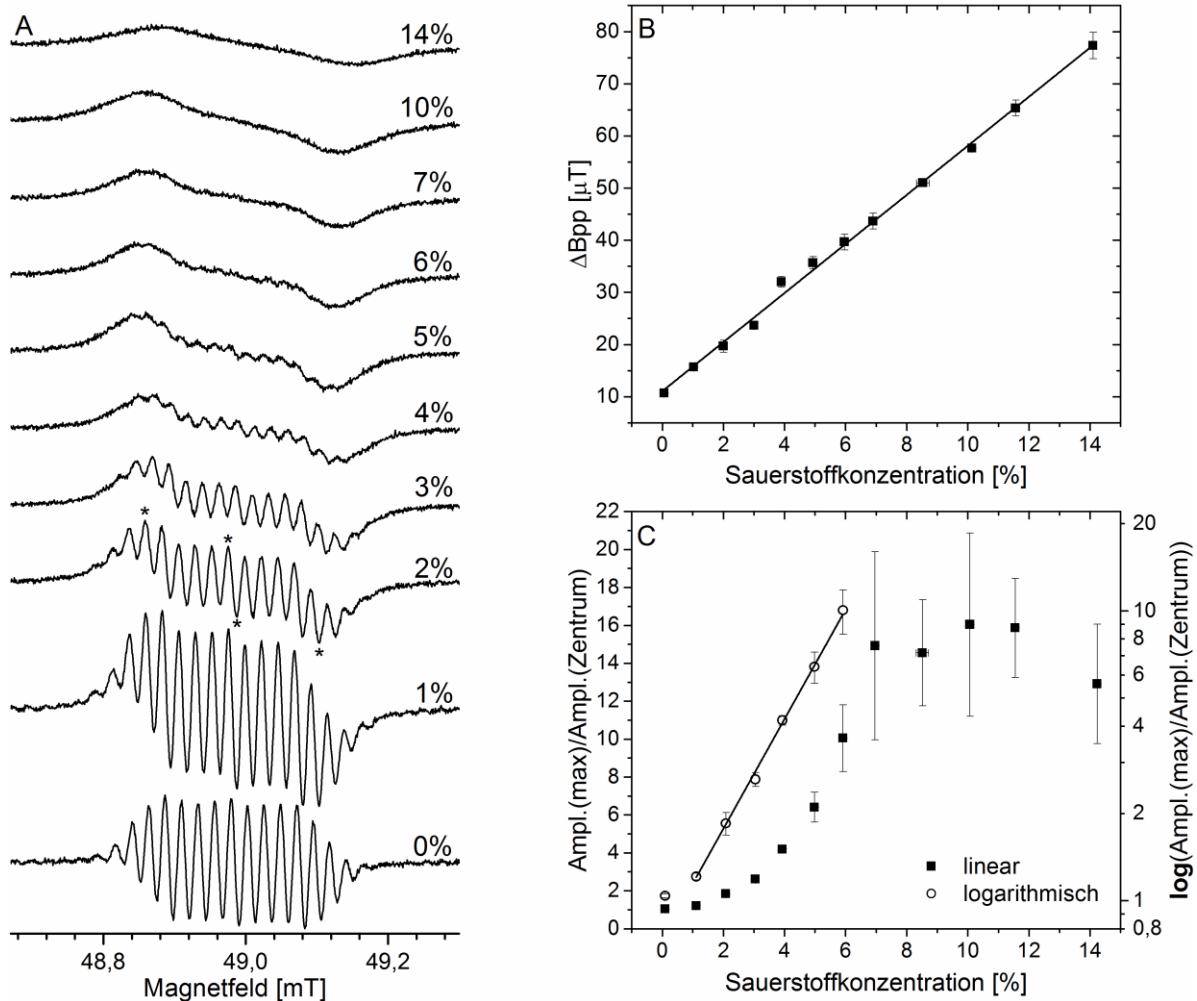 A
14%
10%
7%
6%
5%
4%
3%
* *
2%
* *
1%
0%
48,8 49,0 49,2
Magnetfeld [mT]
B
80
70
60
50
40
30
20
10
ΔBpp [µT]
0 2 4 6 8 10 12 14
Sauerstoffkonzentration [%]
C
22
20
18
16
14
12
10
8
6
4
2
0
Ampl.(max)/Ampl.(Zentrum)
20
10
8
6
4
2
1
0,8
log(Ampl.(max)/Ampl.(Zentrum))
linear
logarithmisch
0 2 4 6 8 10 12 14
Sauerstoffkonzentration [%]